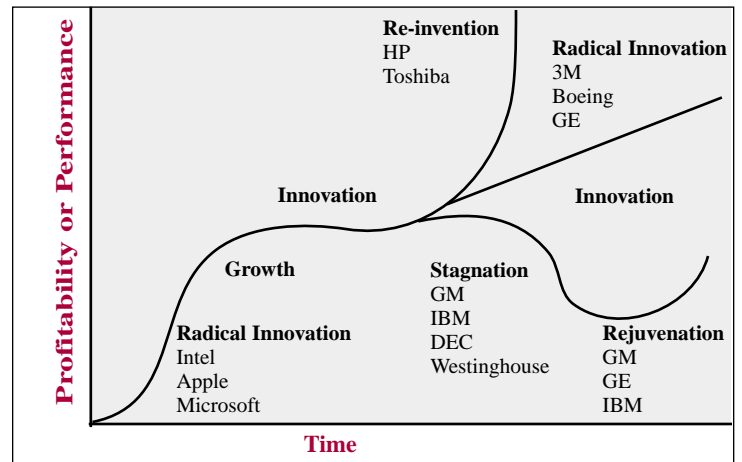 Profitability or Performance
Re-invention
HP
Toshiba
Radical Innovation
3M
Boeing
GE
Innovation
Innovation
Growth
Stagnation
GM
IBM
DEC
Westinghouse
Radical Innovation
Intel
Apple
Microsoft
Rejuvenation
GM
GE
IBM
Time